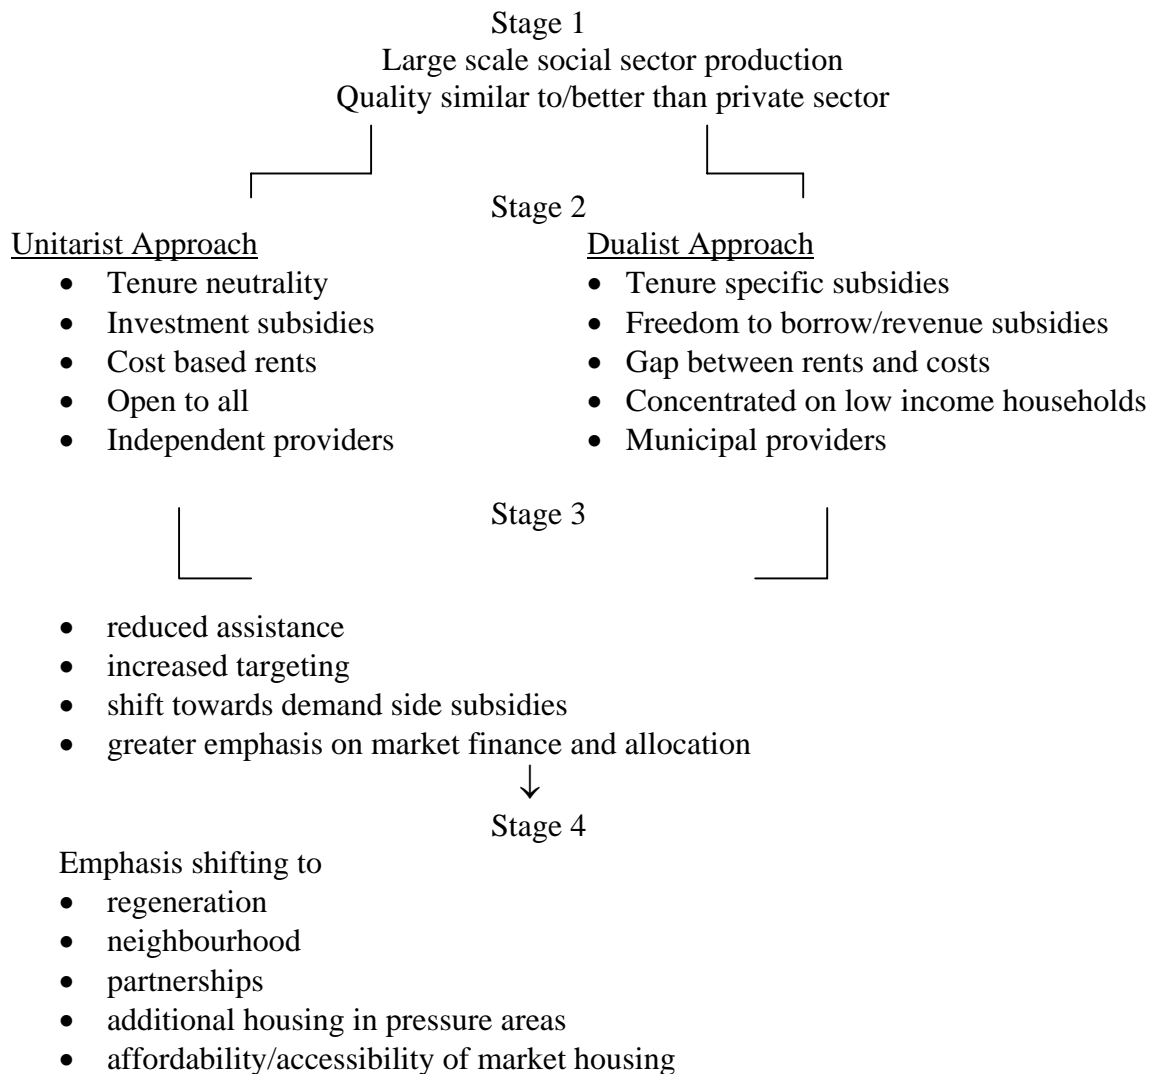 Stage 1
Large scale social sector production
Quality similar to/better than private sector
Stage 2
Unitarist Approach
• Tenure neutrality
• Investment subsidies
• Cost based rents
• Open to all
• Independent providers
Dualist Approach
• Tenure specific subsidies
• Freedom to borrow/revenue subsidies
• Gap between rents and costs
• Concentrated on low income households
• Municipal providers
Stage 3
• reduced assistance
• increased targeting
• shift towards demand side subsidies
• greater emphasis on market finance and allocation
Stage 4
Emphasis shifting to
• regeneration
• neighbourhood
• partnerships
• additional housing in pressure areas
• affordability/accessibility of market housing